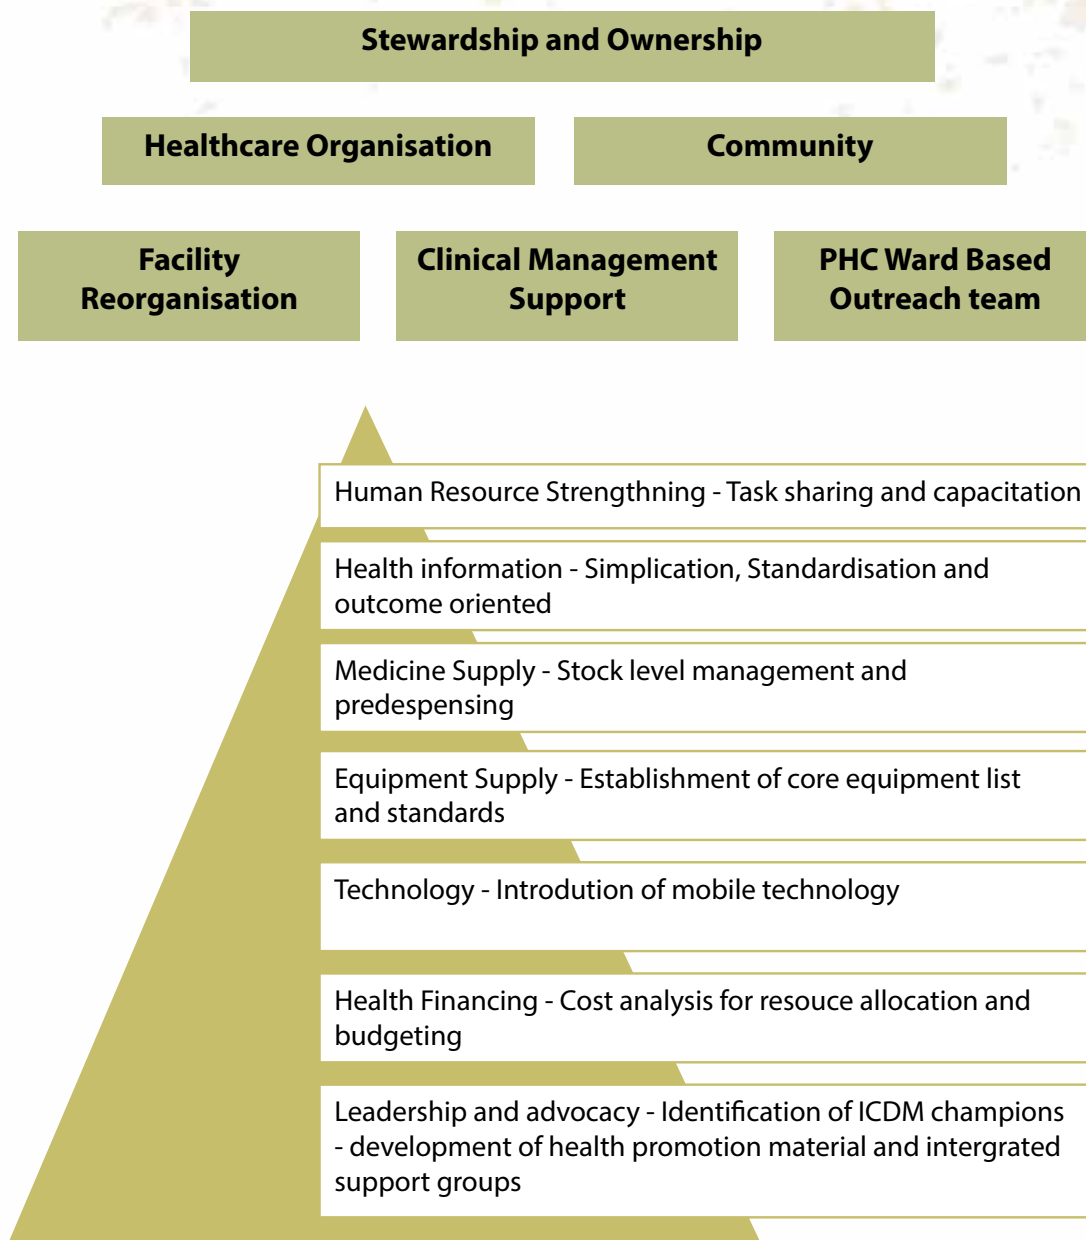 Stewardship and Ownership
Healthcare Organisation
Community
Facility
Reorganisation
Clinical Management
Support
PHC Ward Based
Outreach team
Human Resource Strengthning - Task sharing and capacitation
Health information - Simplication, Standardisation and
outcome oriented
Medicine Supply - Stock level management and
predespensing
Equipment Supply - Establishment of core equipment list
and standards
Technology - Introdution of mobile technology
Health Financing - Cost analysis for resouce allocation and
budgeting
Leadership and advocacy - Identification of ICDM champions
- development of health promotion material and intergrated
support groups